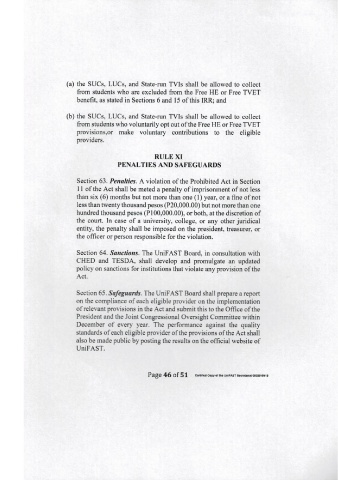 (a) the SUCs, LUCs, and State-run TVIs shall be allowed to collect
from students who are excluded from the Free HE or Free TVET
benefit, as stated in Sections 6 and 15 of this IRR; and
(b) the SUCs, LUCs, and State-run TVIs shall be allowed to collect
from students who voluntarily opt out of the Free HE or Free TVET
provisions,or make voluntary contributions to the eligible
providers.
RULE XI
PENALTIES AND SAFEGUARDS
Section 63. Penalties. A violation of the Prohibited Act in Section
11 of the Act shall be meted a penalty of imprisonment of not less
than six (6) months but not more than one (1) year, or a fine of not
less than twenty thousand pesos (P20,000.00) but not more than one
hundred thousand pesos (P100,000.00), or both, at the discretion of
the court. In case of a university, college, or any other juridical
entity, the penalty shall be imposed on the president, treasurer, or
the officer or person responsible for the violation.
Section 64. Sanctions. The UniFAST Board, in consultation with
CHED and TESDA, shall develop and promulgate an updated
policy on sanctions for institutions that violate any provision of the
Act.
Section 65. Safeguards. The UniFAST Board shall prepare a report
on the compliance of each eligible provider on the implementation
of relevant provisions in the Act and submit this to the Office of the
President and the Joint Congressional Oversight Committee within
December of every year. The performance against the quality
standards of each eligible provider of the provisions of the Act shall
also be made public by posting the results on the official website of
UniFAST.
Page 46 of 51 Certified Copy of the UniFAST Secretariat